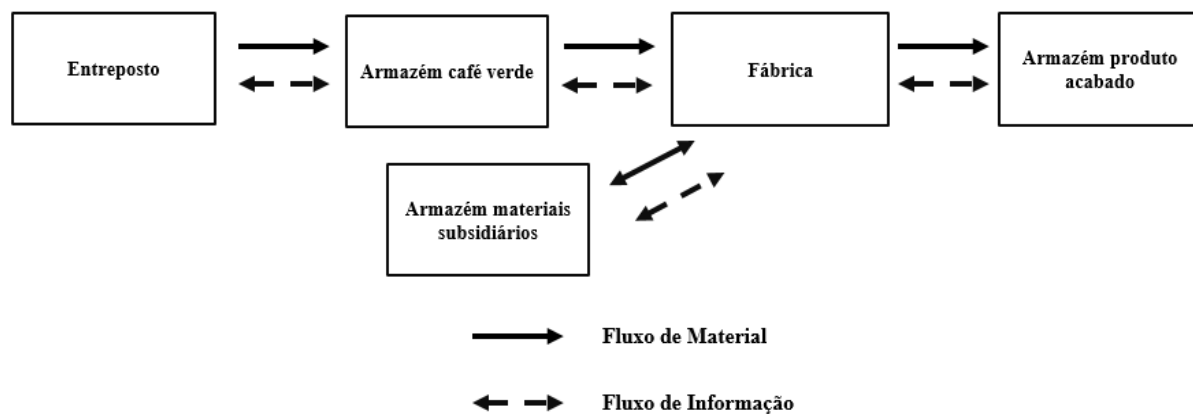 Entreposto
Armazém café verde
Fábrica
Armazém produto
acabado
Armazém materiais
subsidiários
Fluxo de Material
Fluxo de Informação